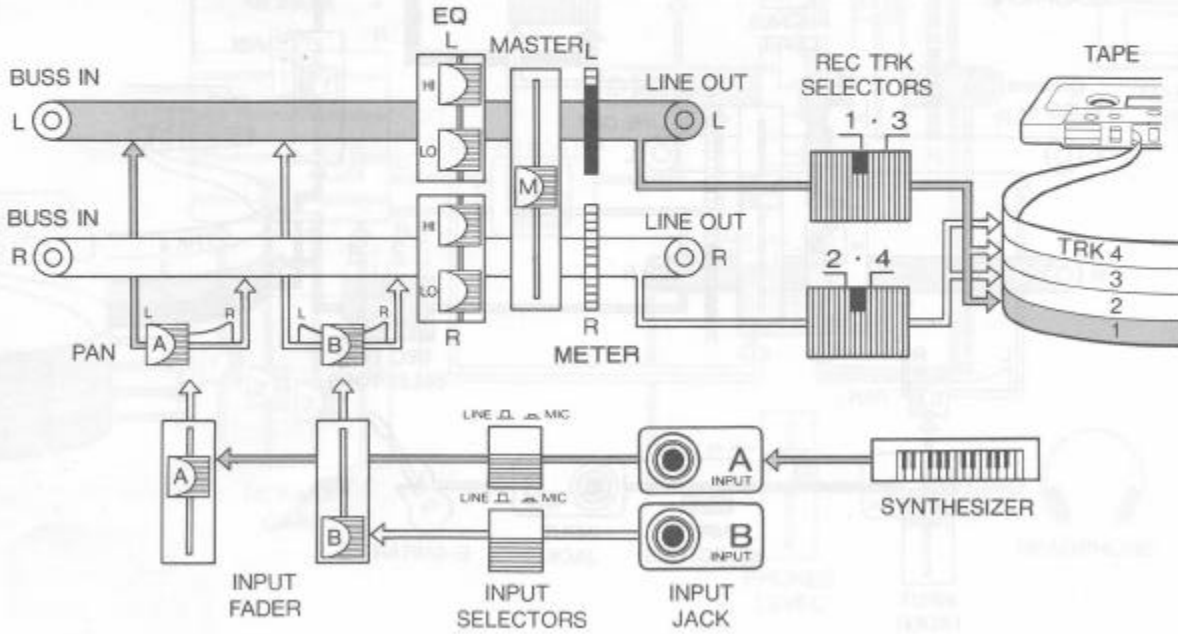 EQ
L
MASTER L
BUSS IN
HI
LINE OUT
REC TRK
SELECTORS
TAPE
L
LO
L
1 · 3
M
BUSS IN
HI
LINE OUT
R
LO
R
2 · 4
TRK 4
3
2
1
L
R
L
R
PAN
A
B
R
R
METER
LINE
MIC
A
INPUT
A
LINE
MIC
SYNTHESIZER
B
B
INPUT
INPUT
FADER
INPUT
SELECTORS
INPUT
JACK